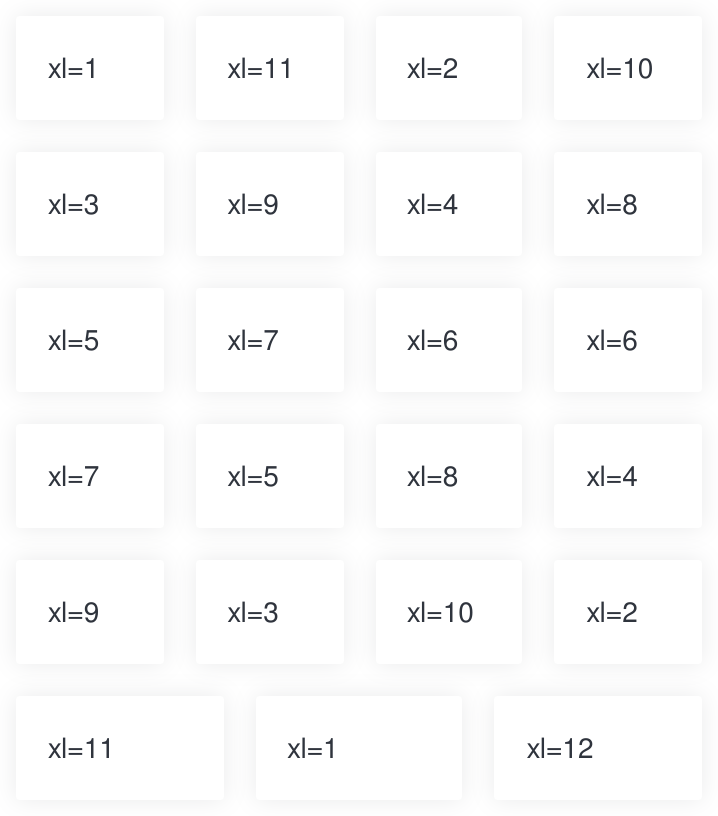 xl=1 xl=11 xl=2 xl=10
xl=3 xl=9 xl=4 xl=8
xl=5 xl=7 xl=6 xl=6
xl=7 xl=5 xl=8 xl=4
xl=9 xl=3 xl=10 xl=2
xl=11 xl=1 xl=12